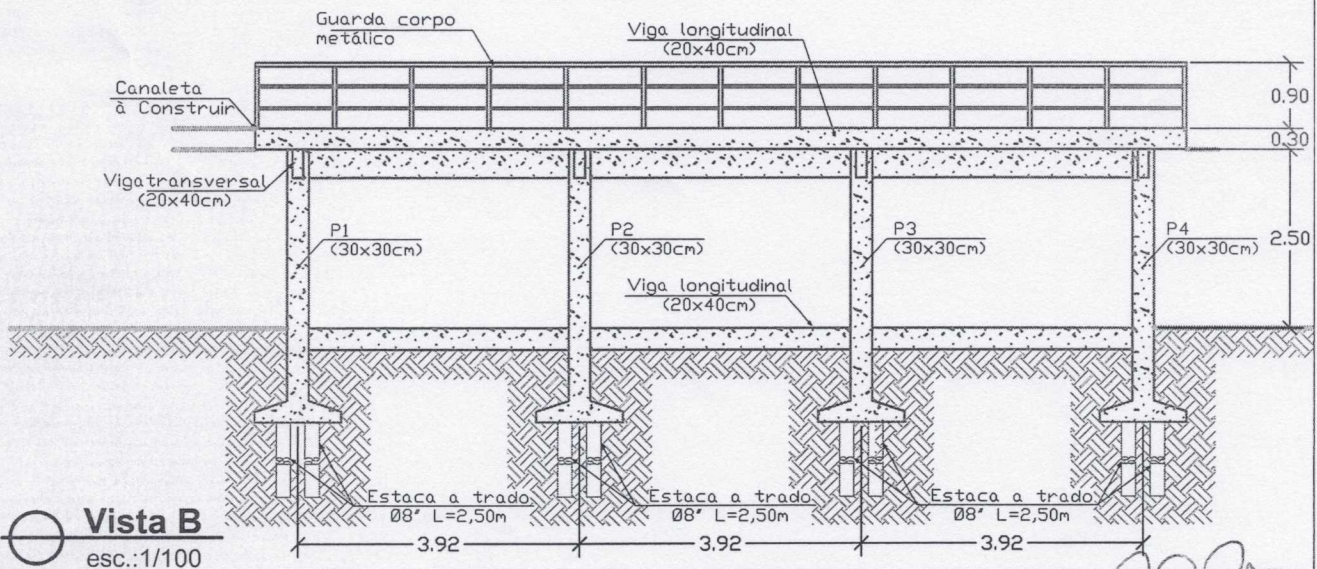 Guarda corpo
metálico
Viga longitudinal
(20x40cm)
Canaleta
à Construir
0.90
0.30
Viga transversal
(20x40cm)
P1
(30x30cm)
P2
(30x30cm)
P3
(30x30cm)
P4
(30x30cm)
2.50
Viga longitudinal
(20x40cm)
Estaca a trado
Ø8" L=2,50m
Estaca a trado
Ø8" L=2,50m
Estaca a trado
Ø8" L=2,50m
Vista B
esc.:1/100
3.92
3.92
3.92